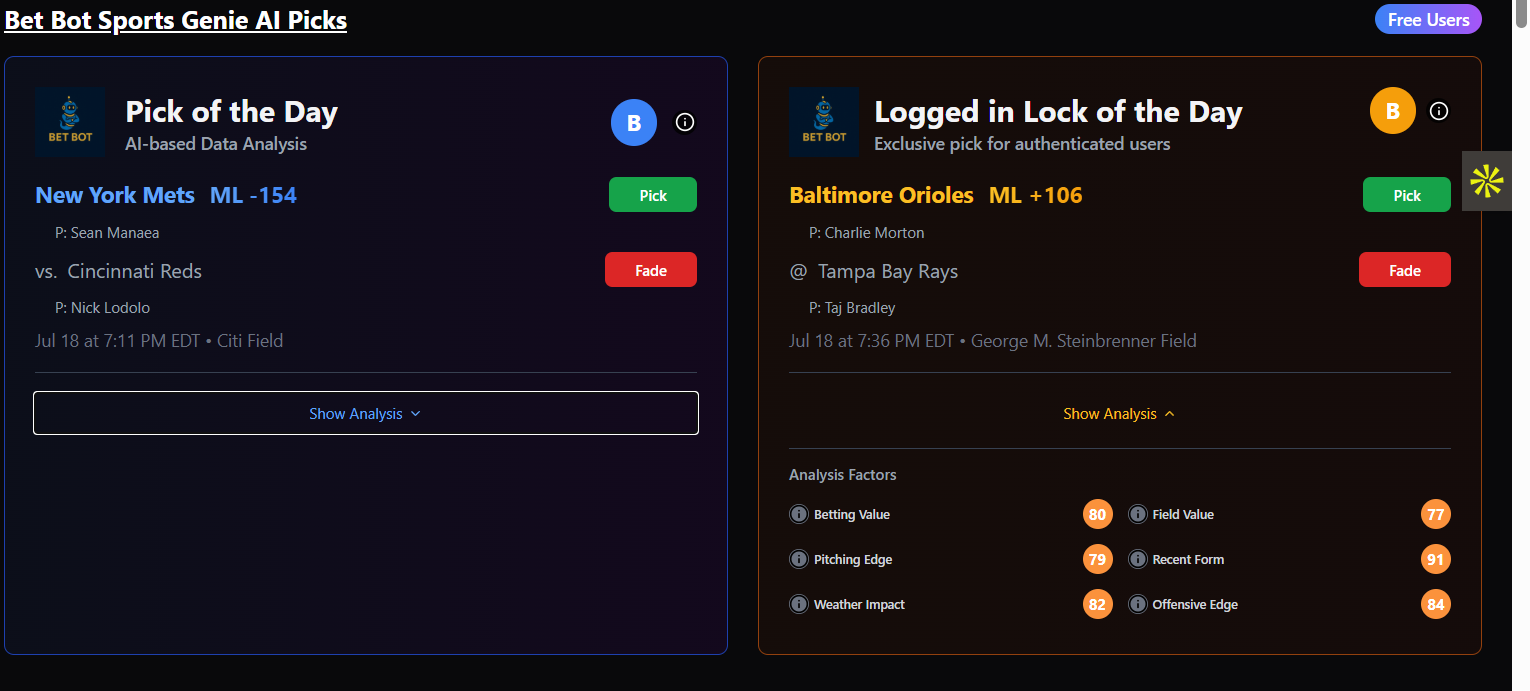 Bet Bot Sports Genie AI Picks
Free Users
BET BOT
Pick of the Day
AI-based Data Analysis
B
New York Mets ML -154
Pick
P: Sean Manaea
vs. Cincinnati Reds
Fade
P: Nick Lodolo
Jul 18 at 7:11 PM EDT • Citi Field
Show Analysis
BET BOT
Logged in Lock of the Day
Exclusive pick for authenticated users
B
Baltimore Orioles ML +106
Pick
P: Charlie Morton
@ Tampa Bay Rays
Fade
P: Taj Bradley
Jul 18 at 7:36 PM EDT • George M. Steinbrenner Field
Show Analysis
Analysis Factors
Betting Value 80 Field Value 77
Pitching Edge 79 Recent Form 91
Weather Impact 82 Offensive Edge 84